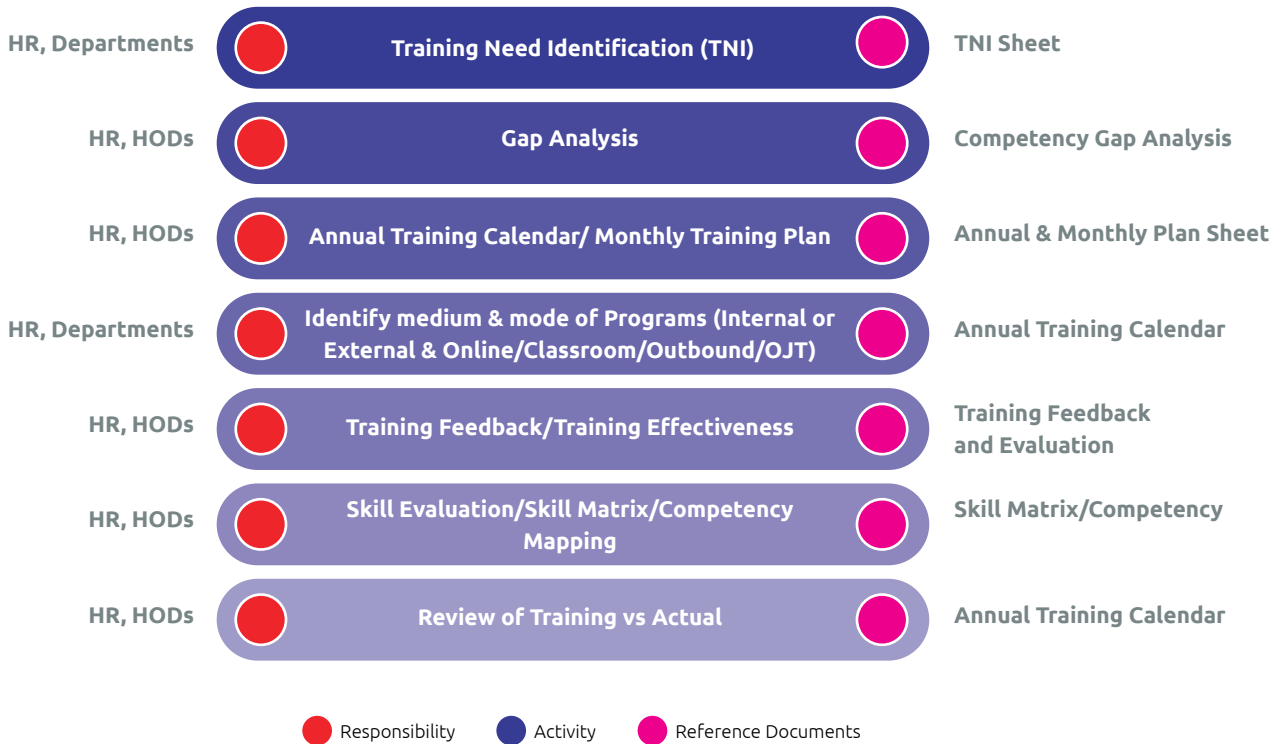 HR, Departments
Training Need Identification (TNI)
TNI Sheet
HR, HODs
Gap Analysis
Competency Gap Analysis
HR, HODs
Annual Training Calendar/ Monthly Training Plan
Annual & Monthly Plan Sheet
HR, Departments
Identify medium & mode of Programs (Internal or
External & Online/Classroom/Outbound/OJT)
Annual Training Calendar
HR, HODs
Training Feedback/Training Effectiveness
Training Feedback
and Evaluation
HR, HODs
Skill Evaluation/Skill Matrix/Competency
Mapping
Skill Matrix/Competency
HR, HODs
Review of Training vs Actual
Annual Training Calendar
Responsibility
Activity
Reference Documents